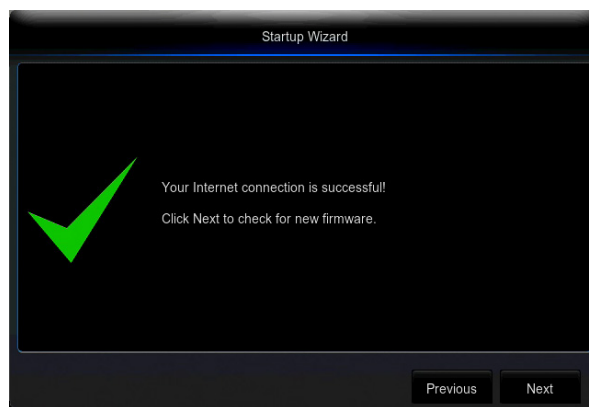 Startup Wizard
Your Internet connection is successful!
Click Next to check for new firmware.
Previous
Next